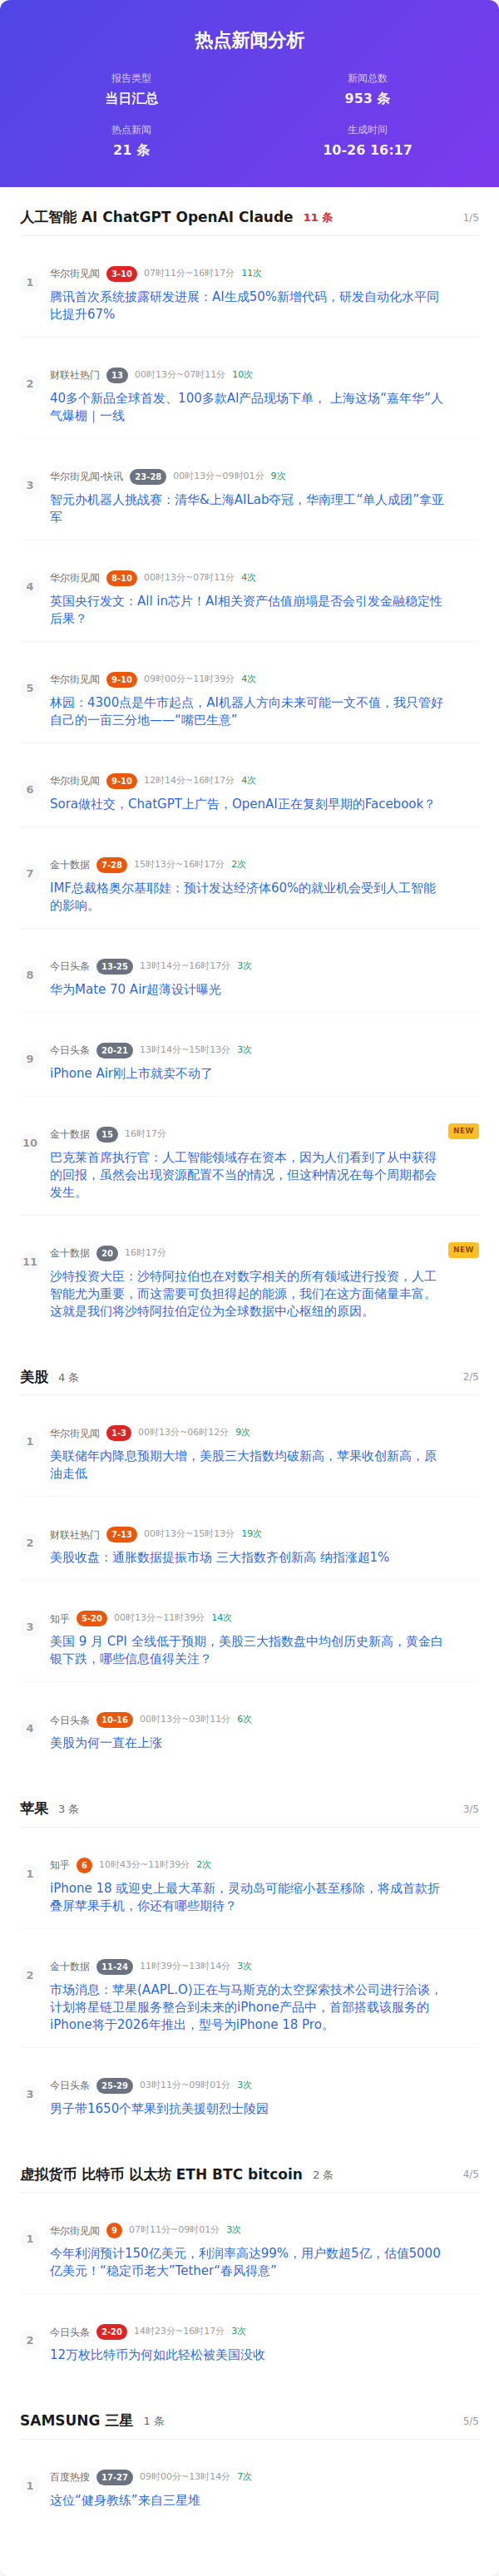 热点新闻分析
报告类型 新闻总数
当日汇总 953 条
热点新闻 生成时间
21 条 10-26 16:17
人工智能 AI ChatGPT OpenAI Claude 11 条 1/5
1 华尔街见闻 3-10 07时11分~16时17分 11次
腾讯首次系统披露研发进展：AI生成50%新增代码，研发自动化水平同
比提升67%
2 财联社热门 13 00时13分~07时11分 10次
40多个新品全球首发、100多款AI产品现场下单， 上海这场“嘉年华”人
气爆棚｜一线
3 华尔街见闻-快讯 23-28 00时13分~09时01分 9次
智元办机器人挑战赛：清华&上海AILab夺冠，华南理工“单人成团”拿亚
军
4 华尔街见闻 8-10 00时13分~07时11分 4次
英国央行发文：All in芯片！AI相关资产估值崩塌是否会引发金融稳定性
后果？
5 华尔街见闻 9-10 09时00分~11时39分 4次
林园：4300点是牛市起点，AI机器人方向未来可能一文不值，我只管好
自己的一亩三分地——“嘴巴生意”
6 华尔街见闻 9-10 12时14分~16时17分 4次
Sora做社交，ChatGPT上广告，OpenAI正在复刻早期的Facebook？
7 金十数据 7-28 15时13分~16时17分 2次
IMF总裁格奥尔基耶娃：预计发达经济体60%的就业机会受到人工智能
的影响。
8 今日头条 13-25 13时14分~16时17分 3次
华为Mate 70 Air超薄设计曝光
9 今日头条 20-21 13时14分~15时13分 3次
iPhone Air刚上市就卖不动了
10 金十数据 15 16时17分 NEW
巴克莱首席执行官：人工智能领域存在资本，因为人们看到了从中获得
的回报，虽然会出现资源配置不当的情况，但这种情况在每个周期都会
发生。
11 金十数据 20 16时17分 NEW
沙特投资大臣：沙特阿拉伯也在对数字相关的所有领域进行投资，人工
智能尤为重要，而这需要可负担得起的能源，我们在这方面储量丰富。
这就是我们将沙特阿拉伯定位为全球数据中心枢纽的原因。
美股 4 条 2/5
1 华尔街见闻 1-3 00时13分~06时12分 9次
美联储年内降息预期大增，美股三大指数均破新高，苹果收创新高，原
油走低
2 财联社热门 7-13 00时13分~15时13分 19次
美股收盘：通胀数据提振市场 三大指数齐创新高 纳指涨超1%
3 知乎 5-20 00时13分~11时39分 14次
美国 9 月 CPI 全线低于预期，美股三大指数盘中均创历史新高，黄金白
银下跌，哪些信息值得关注？
4 今日头条 10-16 00时13分~03时11分 6次
美股为何一直在上涨
苹果 3 条 3/5
1 知乎 6 10时43分~11时39分 2次
iPhone 18 或迎史上最大革新，灵动岛可能缩小甚至移除，将成首款折
叠屏苹果手机，你还有哪些期待？
2 金十数据 11-24 11时39分~13时14分 3次
市场消息：苹果(AAPL.O)正在与马斯克的太空探索技术公司进行洽谈，
计划将星链卫星服务整合到未来的iPhone产品中，首部搭载该服务的
iPhone将于2026年推出，型号为iPhone 18 Pro。
3 今日头条 25-29 03时11分~09时01分 3次
男子带1650个苹果到抗美援朝烈士陵园
虚拟货币 比特币 以太坊 ETH BTC bitcoin 2 条 4/5
1 华尔街见闻 9 07时11分~09时01分 3次
今年利润预计150亿美元，利润率高达99%，用户数超5亿，估值5000
亿美元！“稳定币老大”Tether“春风得意”
2 今日头条 2-20 14时23分~16时17分 3次
12万枚比特币为何如此轻松被美国没收
SAMSUNG 三星 1 条 5/5
1 百度热搜 17-27 09时00分~13时14分 7次
这位“健身教练”来自三星堆